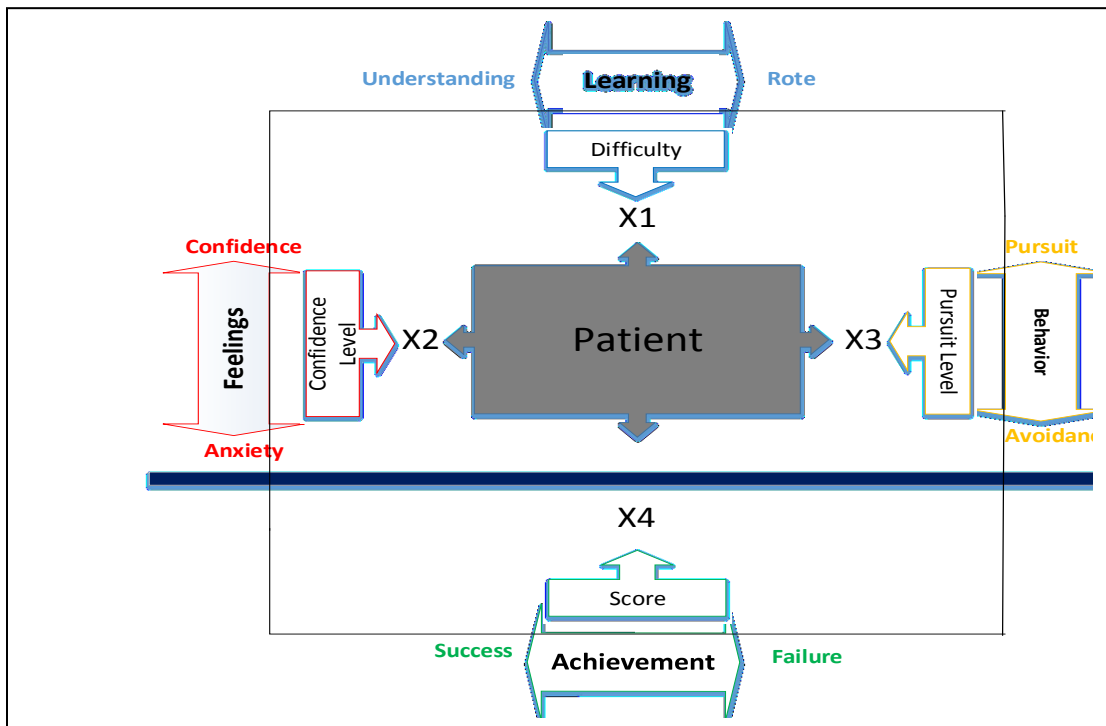 Understanding
Learning
Rote
Difficulty
X1
Confidence
Pursuit
Feelings
Confidence
Level
X2
Patient
X3
Pursuit Level
Behavior
Anxiety
Avoidanc
X4
Score
Success
Achievement
Failure